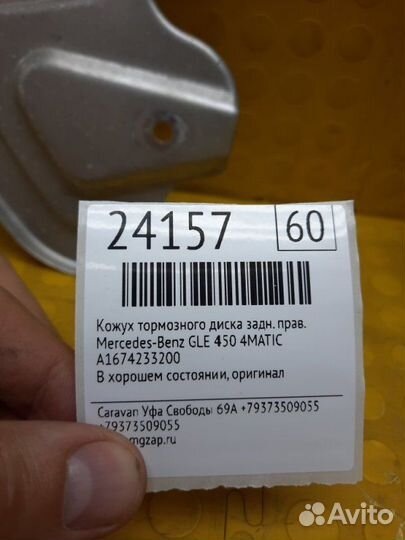 24157 60
Кожух тормозного диска задн. прав.
Mercedes-Benz GLE 450 4MATIC
A1674233200
В хорошем состоянии, оригинал
Caravan Уфа Свободы 69А +79373509055
+79373509055
mgzap.ru
Avito